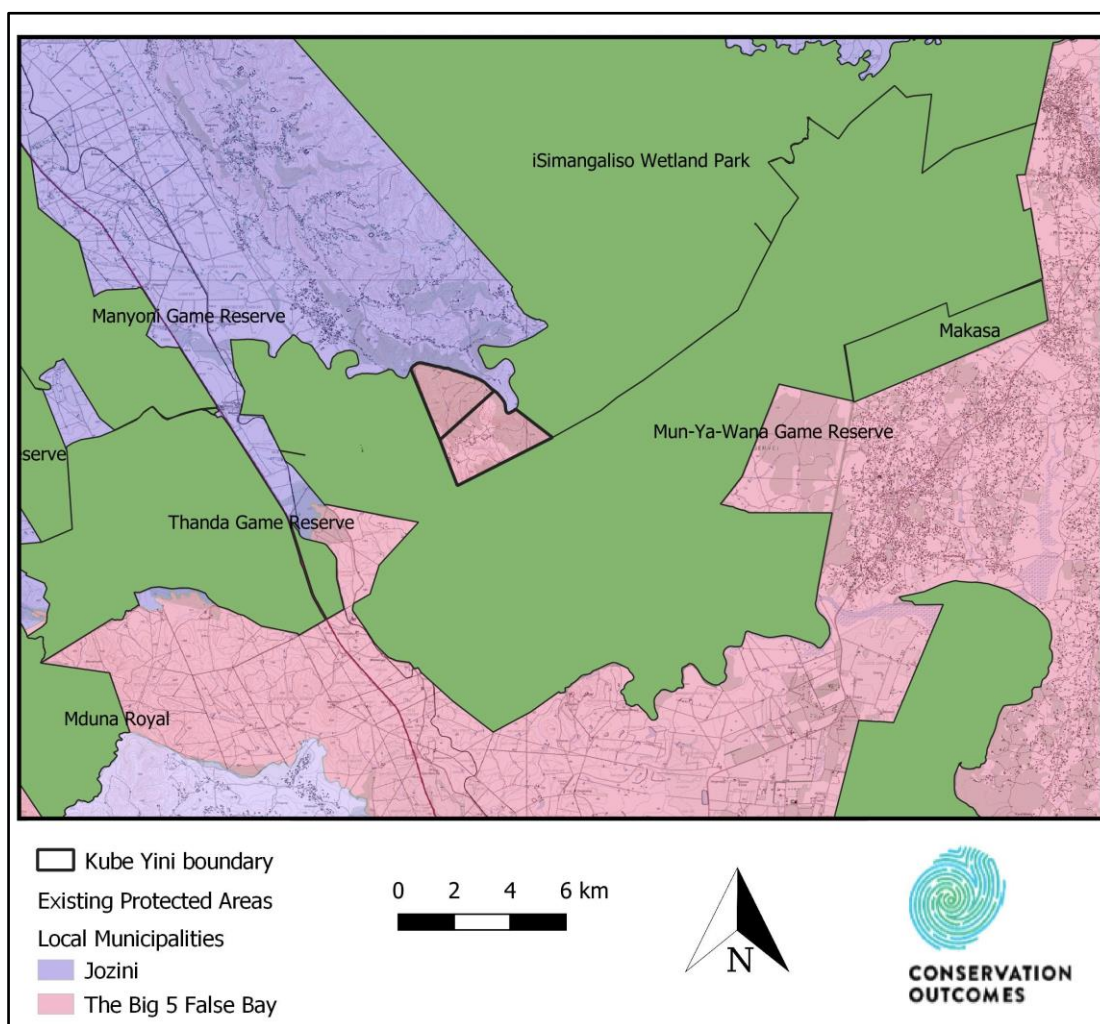 iSimangaliso Wetland Park
Manyoni Game Reserve
Makasa
Mun-Ya-Wana Game Reserve
serve
Thanda Game Reserve
Mduna Royal
Kube Yini boundary
Existing Protected Areas
Local Municipalities
Jozini
The Big 5 False Bay
0 2 4 6 km
N
CONSERVATION
OUTCOMES